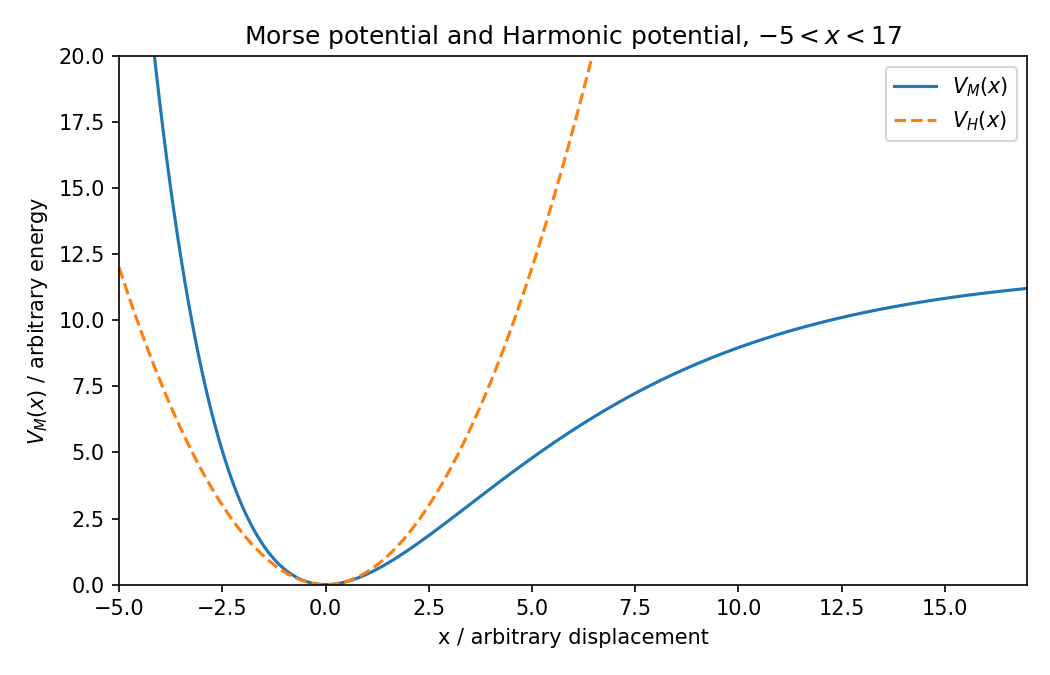 Morse potential and Harmonic potential, −5 < x < 17
V_M(x)
V_H(x)
V_M(x) / arbitrary energy
20.0
17.5
15.0
12.5
10.0
7.5
5.0
2.5
0.0
−5.0 −2.5 0.0 2.5 5.0 7.5 10.0 12.5 15.0
x / arbitrary displacement